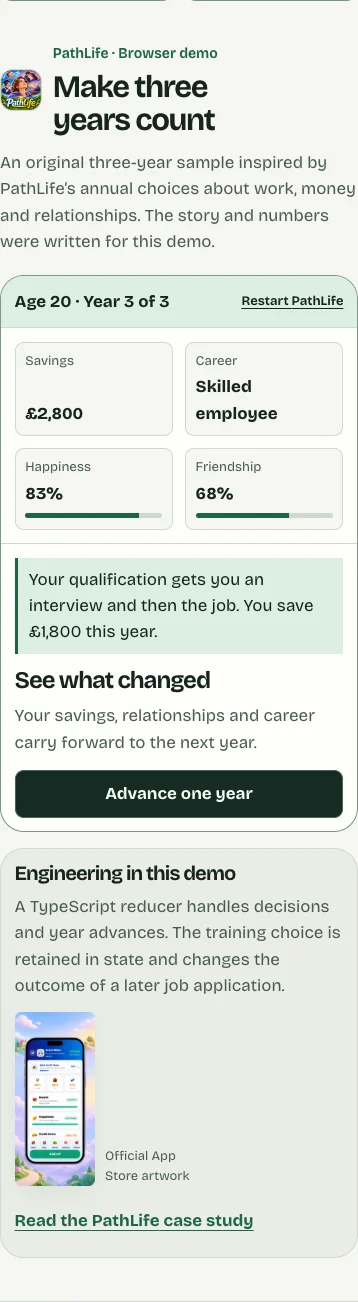 PathLife · Browser demo
PathLife
Make three
years count
An original three-year sample inspired by
PathLife's annual choices about work, money
and relationships. The story and numbers
were written for this demo.
Age 20 · Year 3 of 3
Restart PathLife
Savings
£2,800
Career
Skilled
employee
Happiness
83%
Friendship
68%
Your qualification gets you an
interview and then the job. You save
£1,800 this year.
See what changed
Your savings, relationships and career
carry forward to the next year.
Advance one year
Engineering in this demo
A TypeScript reducer handles decisions
and year advances. The training choice is
retained in state and changes the
outcome of a later job application.
Official App
Store artwork
Read the PathLife case study